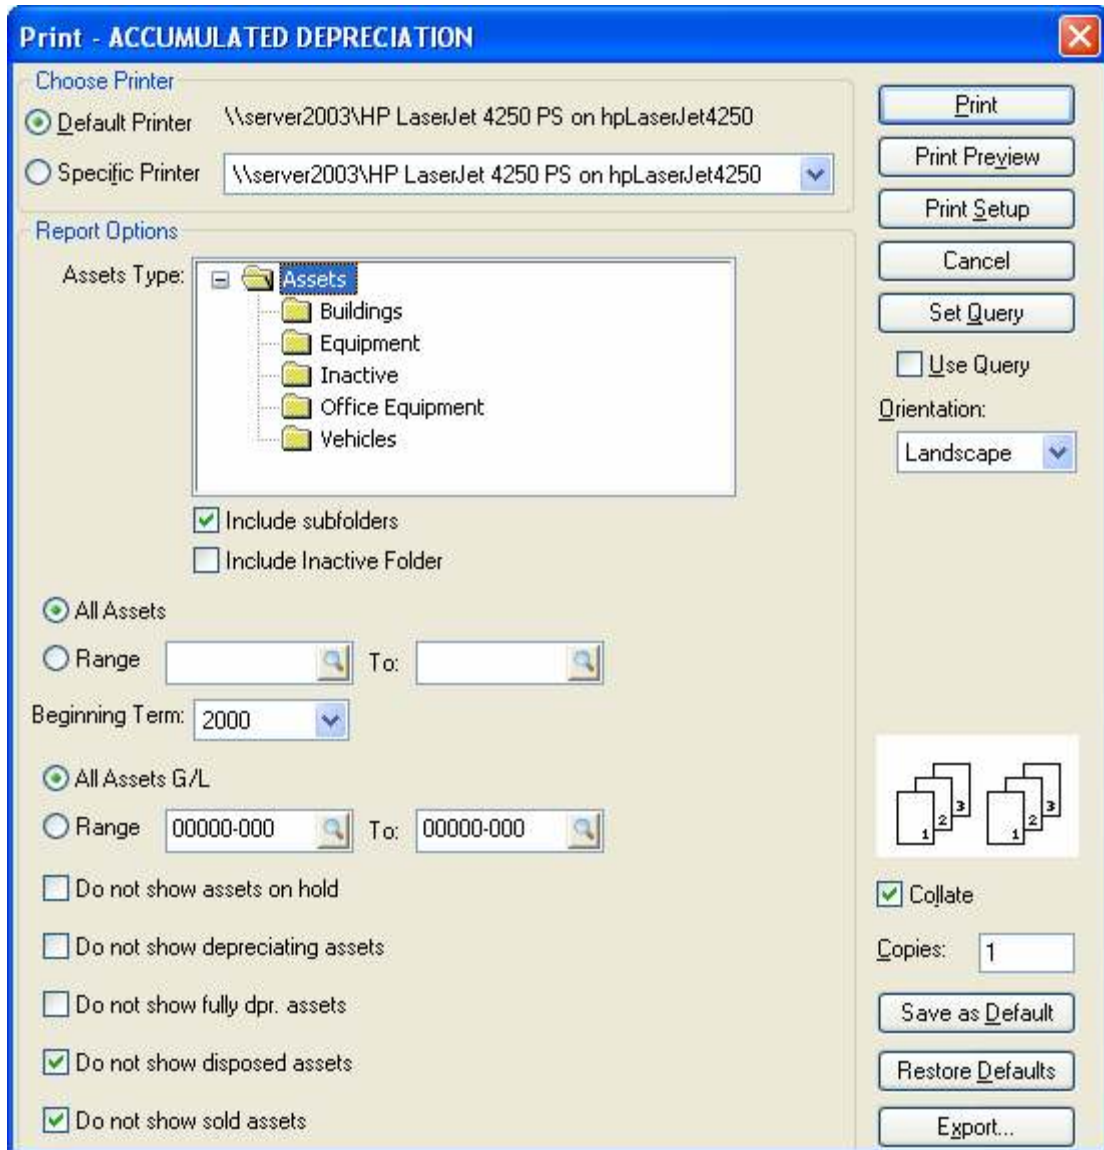 Print - ACCUMULATED DEPRECIATION
Choose Printer
Default Printer \\server2003\HP LaserJet 4250 PS on hpLaserJet4250
Specific Printer \\server2003\HP LaserJet 4250 PS on hpLaserJet4250
Report Options
Assets Type:
Assets
Buildings
Equipment
Inactive
Office Equipment
Vehicles
Include subfolders
Include Inactive Folder
All Assets
Range To:
Beginning Term: 2000
All Assets G/L
Range 00000-000 To: 00000-000
Do not show assets on hold
Do not show depreciating assets
Do not show fully dpr. assets
Do not show disposed assets
Do not show sold assets
Print
Print Preview
Print Setup
Cancel
Set Query
Use Query
Orientation:
Landscape
1 2 3 1 2 3
Collate
Copies: 1
Save as Default
Restore Defaults
Export...